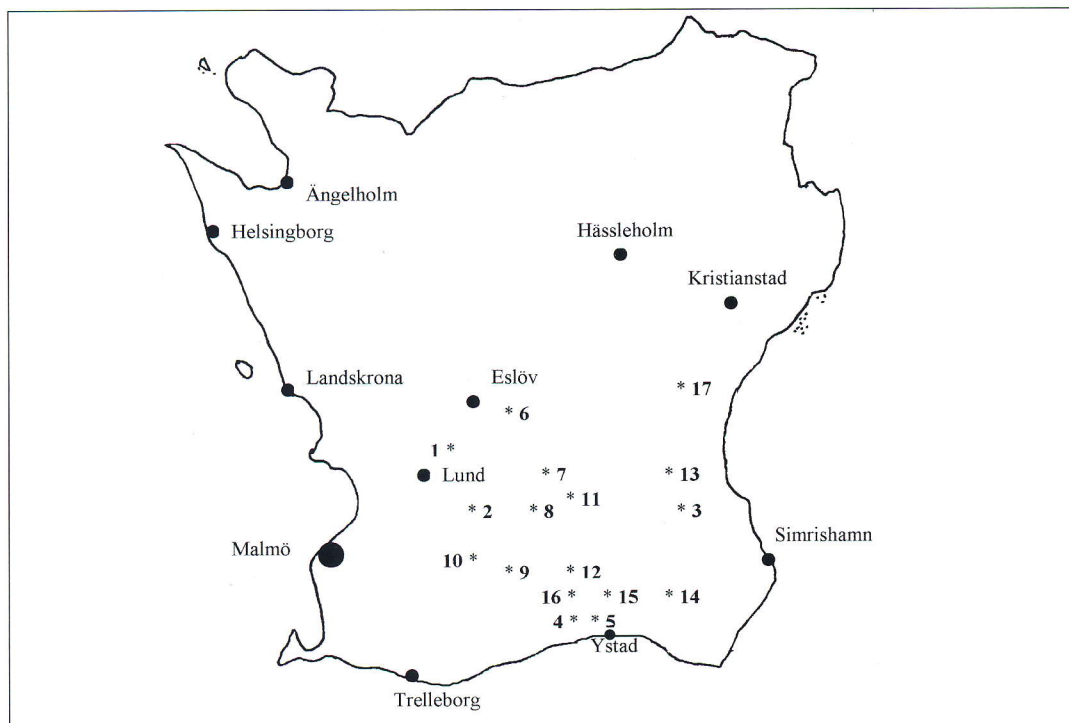 Ängelholm
Helsingborg
Hässleholm
Kristianstad
Landskrona
Eslöv
* 17
* 6
1 *
Lund
* 7
* 13
* 11
* 2
* 8
* 3
Malmö
Simrishamn
10 *
* 9
* 12
16 *
* 15
* 14
4 *
* 5
Ystad
Trelleborg